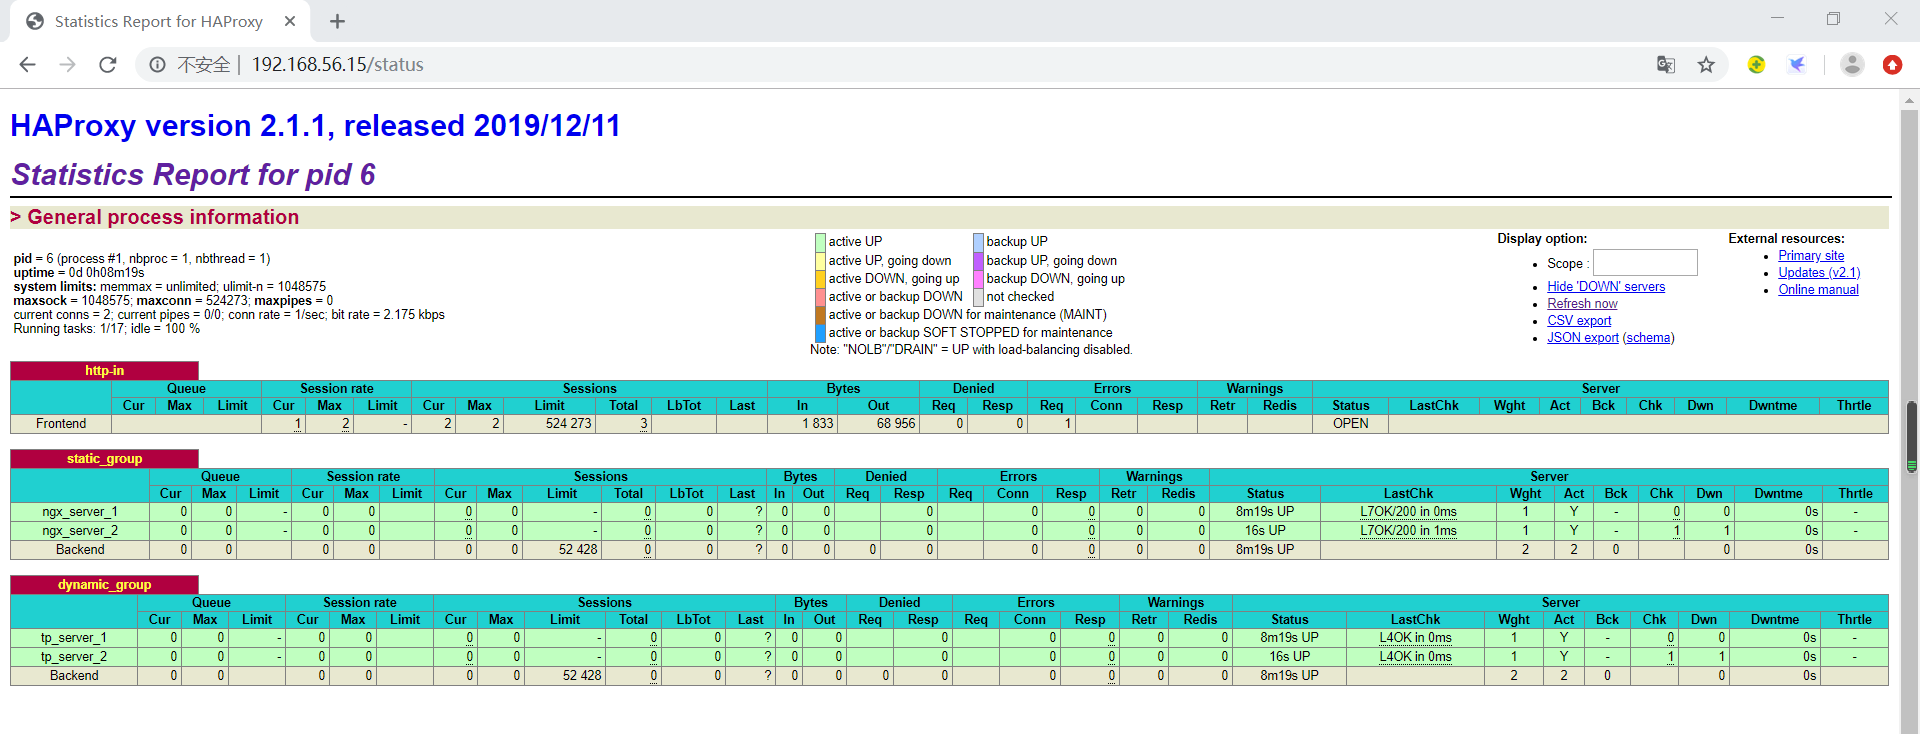 Statistics Report for HAProxy
不安全 | 192.168.56.15/status
HAProxy version 2.1.1, released 2019/12/11
Statistics Report for pid 6
> General process information
pid = 6 (process #1, nbproc = 1, nbthread = 1)
uptime = 0d 0h08m19s
system limits: memmax = unlimited; ulimit-n = 1048575
maxsock = 1048575; maxconn = 524273; maxpipes = 0
current conns = 2; current pipes = 0/0; conn rate = 1/sec; bit rate = 2.175 kbps
Running tasks: 1/17; idle = 100 %
active UP backup UP
active UP, going down backup UP, going down
active DOWN, going up backup DOWN, going up
active or backup DOWN not checked
active or backup DOWN for maintenance (MAINT)
active or backup SOFT STOPPED for maintenance
Note: "NOLB"/"DRAIN" = UP with load-balancing disabled.
Display option:
Scope :
Hide 'DOWN' servers
Refresh now
CSV export
JSON export (schema)
External resources:
Primary site
Updates (v2.1)
Online manual
http-in
Queue Session rate Sessions Bytes Denied Errors Warnings Server
Cur Max Limit Cur Max Limit Cur Max Limit Total LbTot Last In Out Req Resp Req Conn Resp Retr Redis Status LastChk Wght Act Bck Chk Dwn Dwntme Thrtle
Frontend 1 2 - 2 2 524 273 3 1 833 68 956 0 0 1 OPEN
static_group
Queue Session rate Sessions Bytes Denied Errors Warnings Server
Cur Max Limit Cur Max Limit Cur Max Limit Total LbTot Last In Out Req Resp Req Conn Resp Retr Redis Status LastChk Wght Act Bck Chk Dwn Dwntme Thrtle
ngx_server_1 0 0 - 0 0 0 0 - 0 0 ? 0 0 0 0 0 0 0 8m19s UP L7OK/200 in 0ms 1 Y - 0 0 0s -
ngx_server_2 0 0 - 0 0 0 0 - 0 0 ? 0 0 0 0 0 0 0 16s UP L7OK/200 in 1ms 1 Y - 1 1 0s -
Backend 0 0 0 0 0 0 52 428 0 0 ? 0 0 0 0 0 0 0 0 8m19s UP 2 2 0 0 0s
dynamic_group
Queue Session rate Sessions Bytes Denied Errors Warnings Server
Cur Max Limit Cur Max Limit Cur Max Limit Total LbTot Last In Out Req Resp Req Conn Resp Retr Redis Status LastChk Wght Act Bck Chk Dwn Dwntme Thrtle
tp_server_1 0 0 - 0 0 0 0 - 0 0 ? 0 0 0 0 0 0 0 8m19s UP L4OK in 0ms 1 Y - 0 0 0s -
tp_server_2 0 0 - 0 0 0 0 - 0 0 ? 0 0 0 0 0 0 0 16s UP L4OK in 0ms 1 Y - 1 1 0s -
Backend 0 0 0 0 0 0 52 428 0 0 ? 0 0 0 0 0 0 0 0 8m19s UP 2 2 0 0 0s